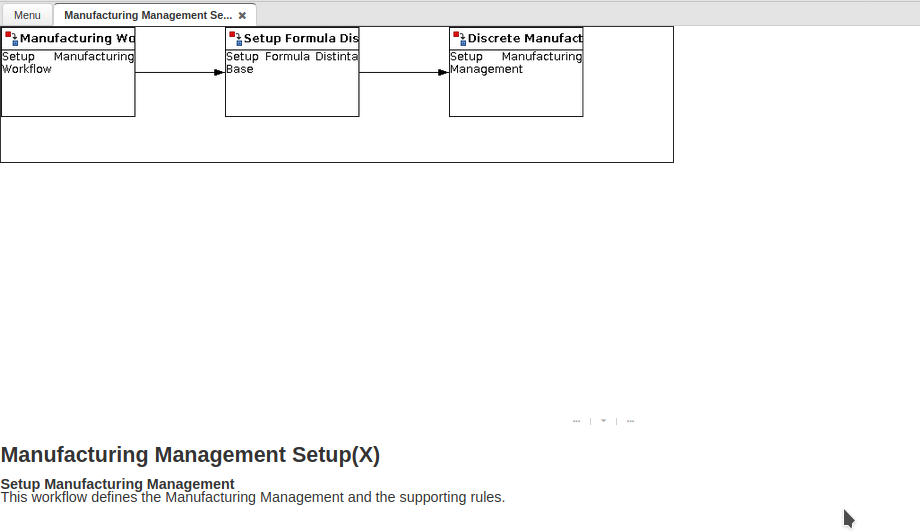 Menu
Manufacturing Management Se...
Manufacturing Wo
Setup Manufacturing
Workflow
Setup Formula Dis
Setup Formula Distinta
Base
Discrete Manufact
Setup Manufacturing
Management
Manufacturing Management Setup(X)
Setup Manufacturing Management
This workflow defines the Manufacturing Management and the supporting rules.